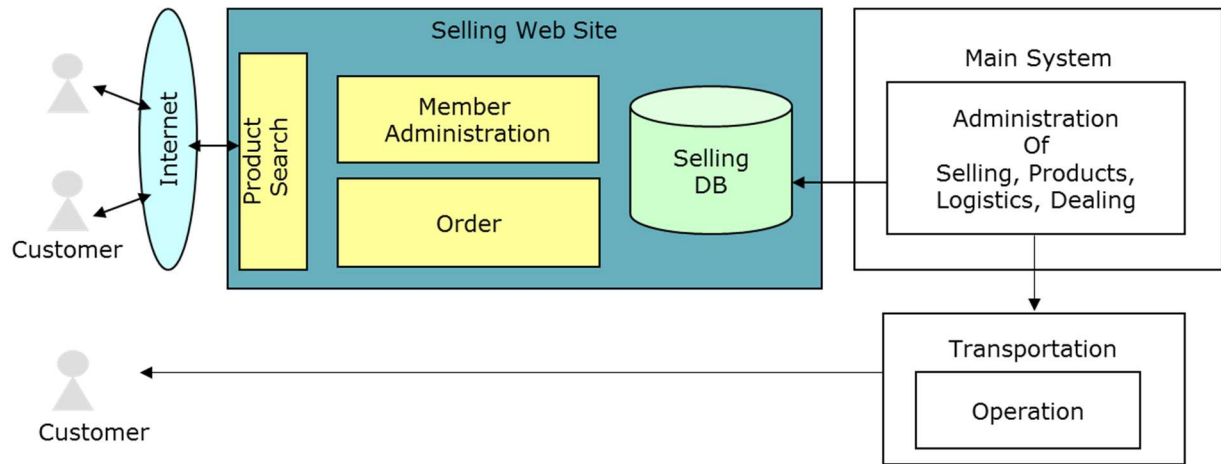 Selling Web Site
Customer
Internet
Product
Search
Member
Administration
Order
Selling
DB
Main System
Administration
Of
Selling, Products,
Logistics, Dealing
Transportation
Operation
Customer